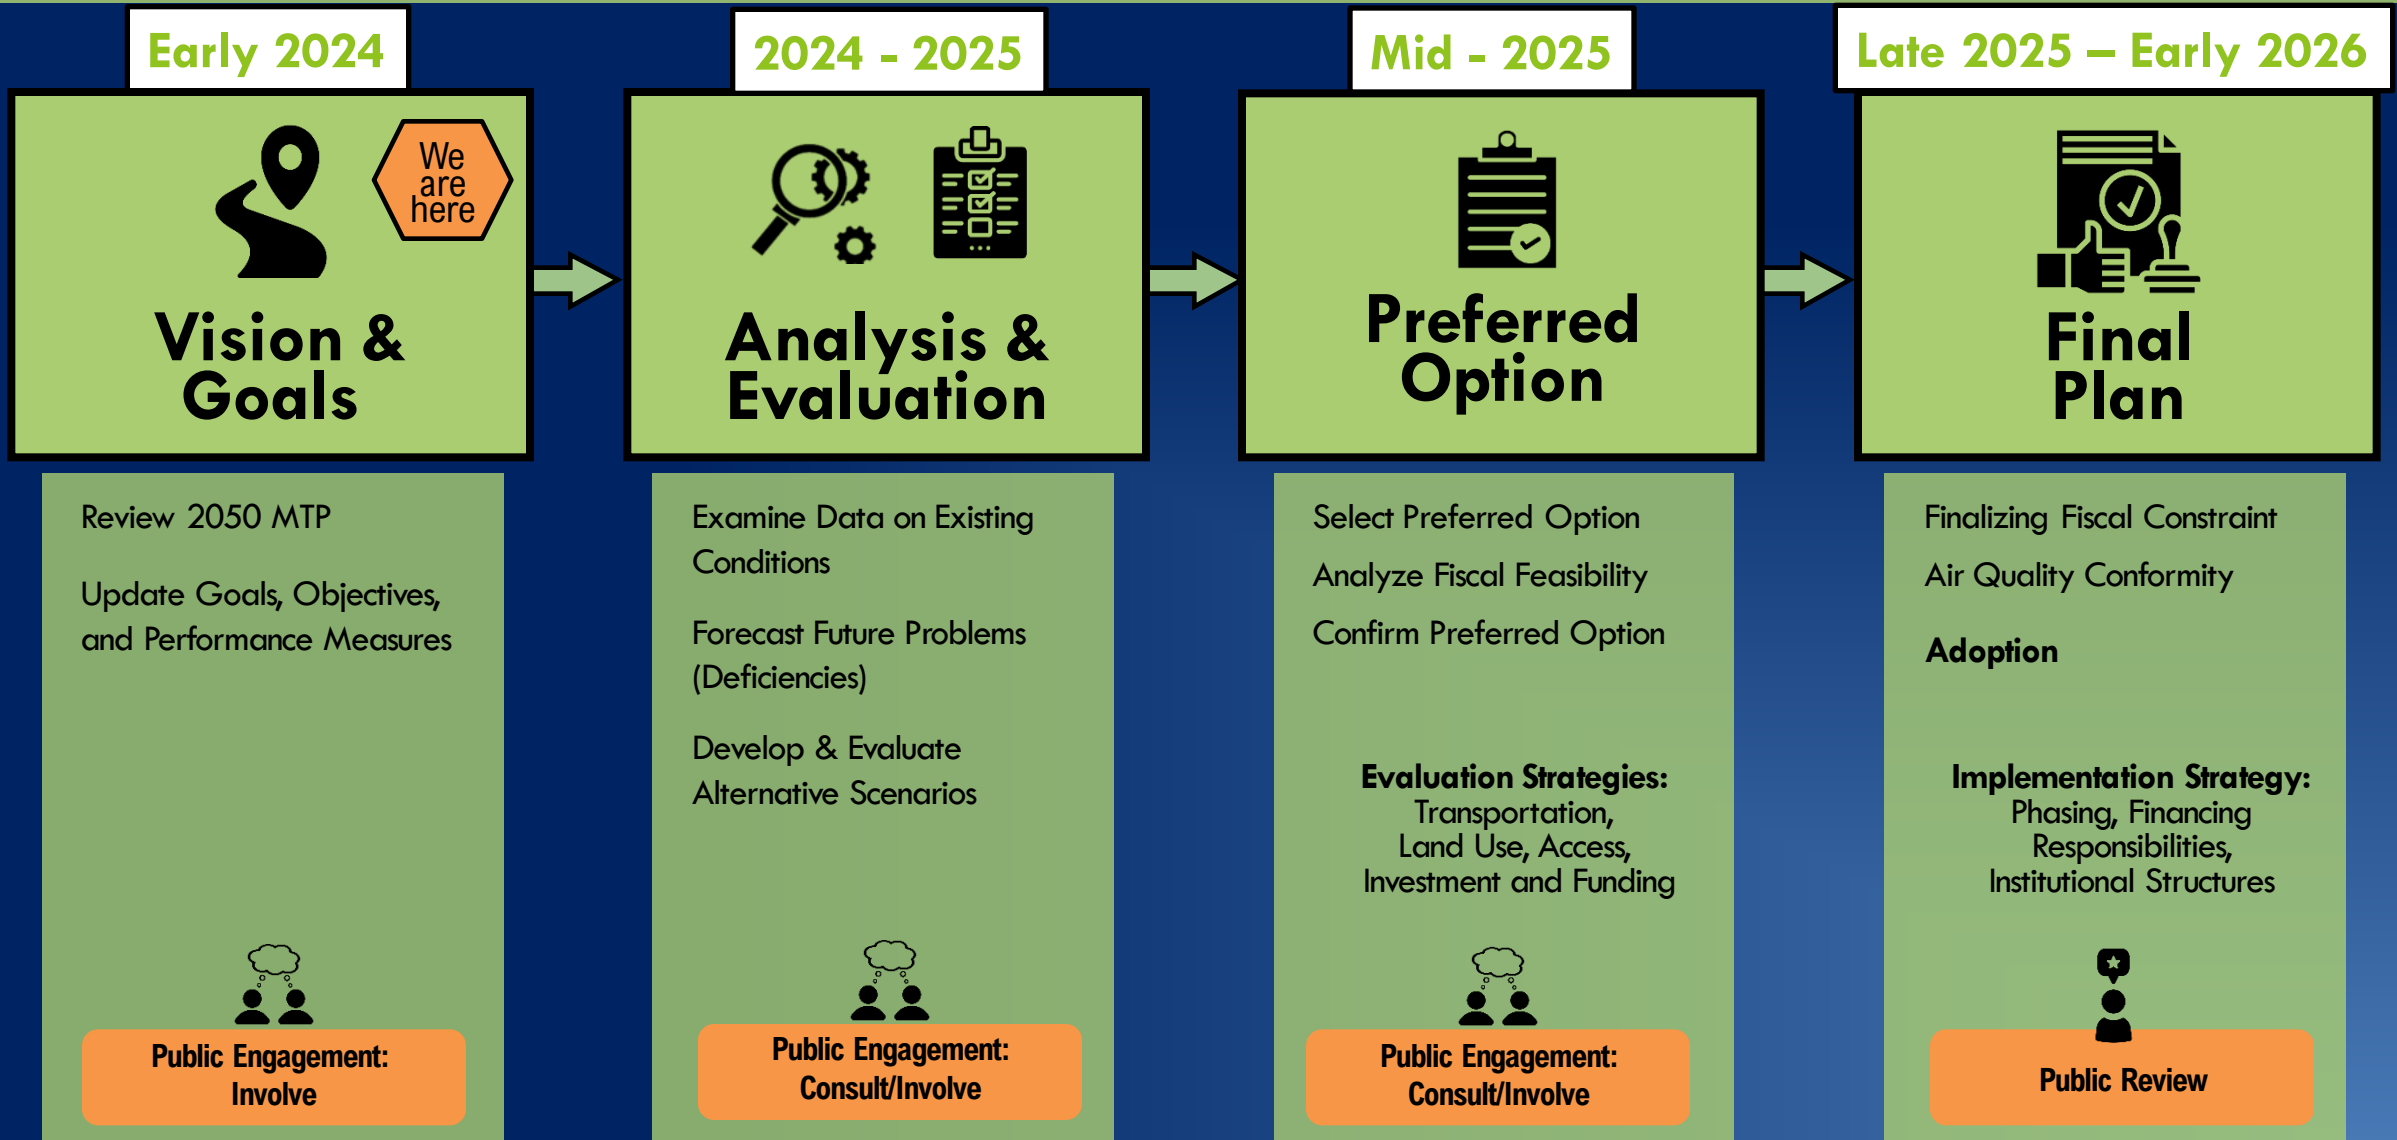 Early 2024
We
are
here
Vision &
Goals
Review 2050 MTP
Update Goals, Objectives,
and Performance Measures
Public Engagement:
Involve
2024 - 2025
Analysis &
Evaluation
Examine Data on Existing
Conditions
Forecast Future Problems
(Deficiencies)
Develop & Evaluate
Alternative Scenarios
Public Engagement:
Consult/Involve
Mid - 2025
Preferred
Option
Select Preferred Option
Analyze Fiscal Feasibility
Confirm Preferred Option
Evaluation Strategies:
Transportation,
Land Use, Access,
Investment and Funding
Public Engagement:
Consult/Involve
Late 2025 – Early 2026
Final
Plan
Finalizing Fiscal Constraint
Air Quality Conformity
Adoption
Implementation Strategy:
Phasing, Financing
Responsibilities,
Institutional Structures
Public Review